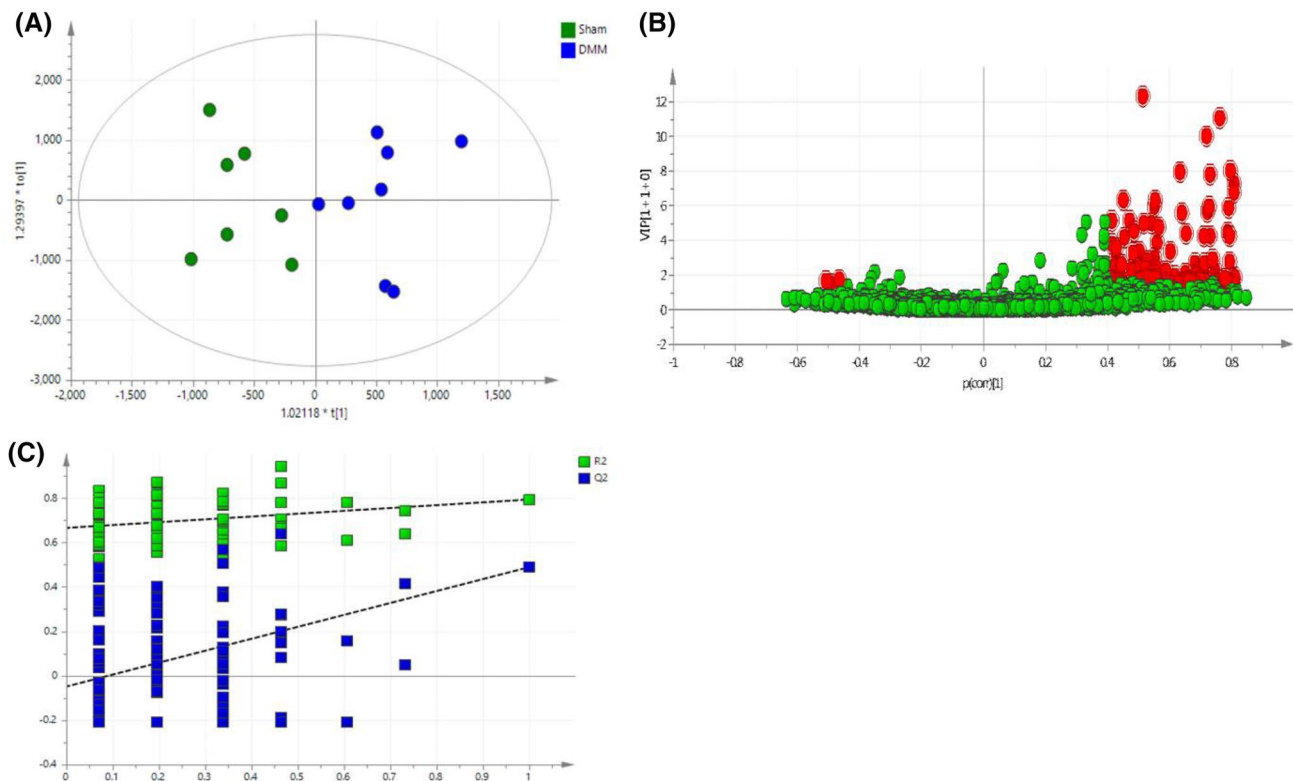 (A)
Sham
DMM
2,000
1,000
0
-1,000
-2,000
-3,000
1.29397 * to[1]
-2,000 -1,500 -1,000 -500 0 500 1,000 1,500
1.02118 * t[1]
(B)
12
10
8
6
4
2
0
-2
VIP[1 + 1 + 0]
-1 -0.8 -0.6 -0.4 -0.2 0 0.2 0.4 0.6 0.8
p(corr)[1]
(C)
R2
Q2
0.8
0.6
0.4
0.2
0
-0.2
-0.4
0 0.1 0.2 0.3 0.4 0.5 0.6 0.7 0.8 0.9 1